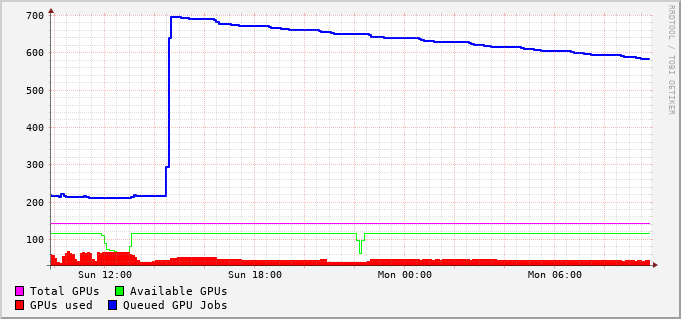 700
600
500
400
300
200
100
Sun 12:00 Sun 18:00 Mon 00:00 Mon 06:00
Total GPUs Available GPUs
GPUs used Queued GPU Jobs
RRDTOOL / TOBI OETIKER